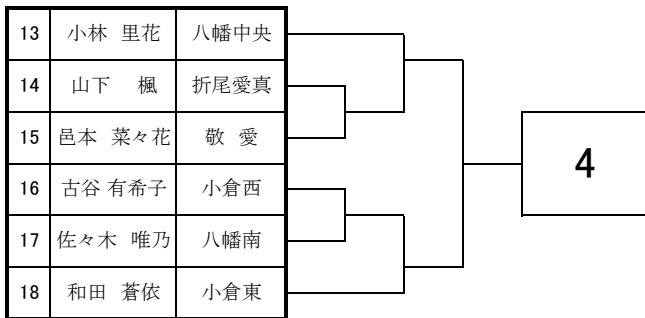 13 小林 里花 八幡中央
14 山下 楓 折尾愛真
15 邑本 菜々花 敬 愛
16 古谷 有希子 小倉西
17 佐々木 唯乃 八幡南
18 和田 蒼依 小倉東
4